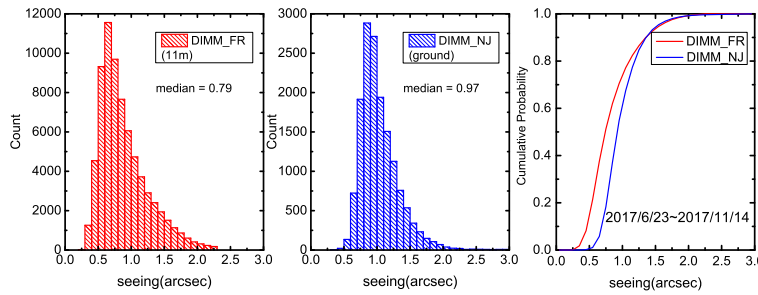 12000
10000
8000
6000
4000
2000
0
Count
DIMM_FR
(11m)
median = 0.79
0.0 0.5 1.0 1.5 2.0 2.5 3.0
seeing(arcsec)
3000
2500
2000
1500
1000
500
0
Count
DIMM_NJ
(ground)
median = 0.97
0.0 0.5 1.0 1.5 2.0 2.5 3.0
seeing(arcsec)
1.0
0.8
0.6
0.4
0.2
0.0
Cumulative Probability
DIMM_FR
DIMM_NJ
2017/6/23~2017/11/14
0.0 0.5 1.0 1.5 2.0 2.5 3.0
seeing(arcsec)